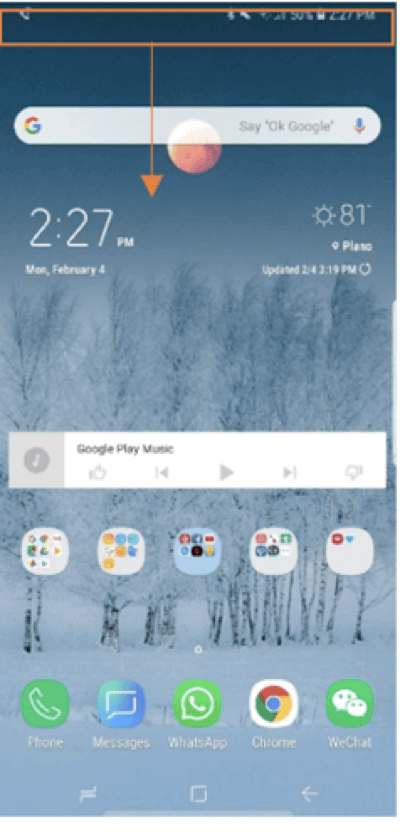 50% 2:27 PM
Say "Ok Google"
2:27 PM
81°
Plano
Mon, February 4
Updated 2/4 3:19 PM
Google Play Music
Phone
Messages
WhatsApp
Chrome
WeChat